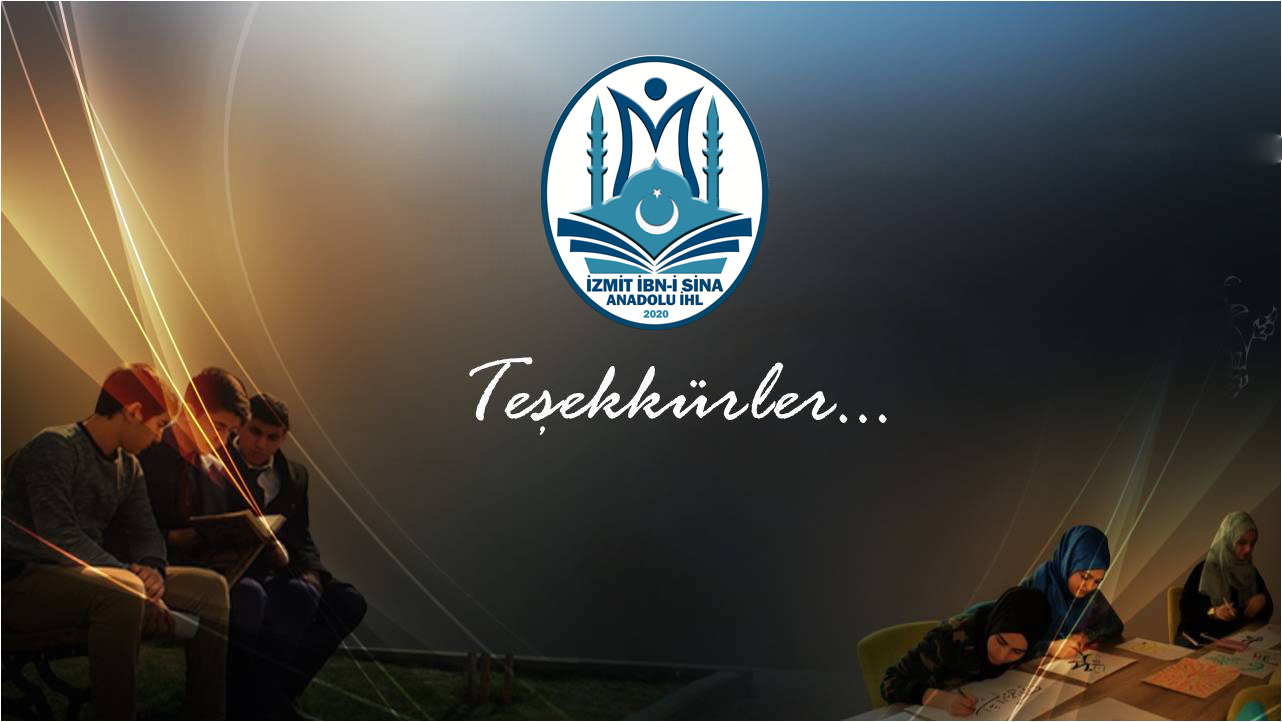 İZMİT İBN-İ SİNA
ANADOLU İHL
2020
Teşekkürler...